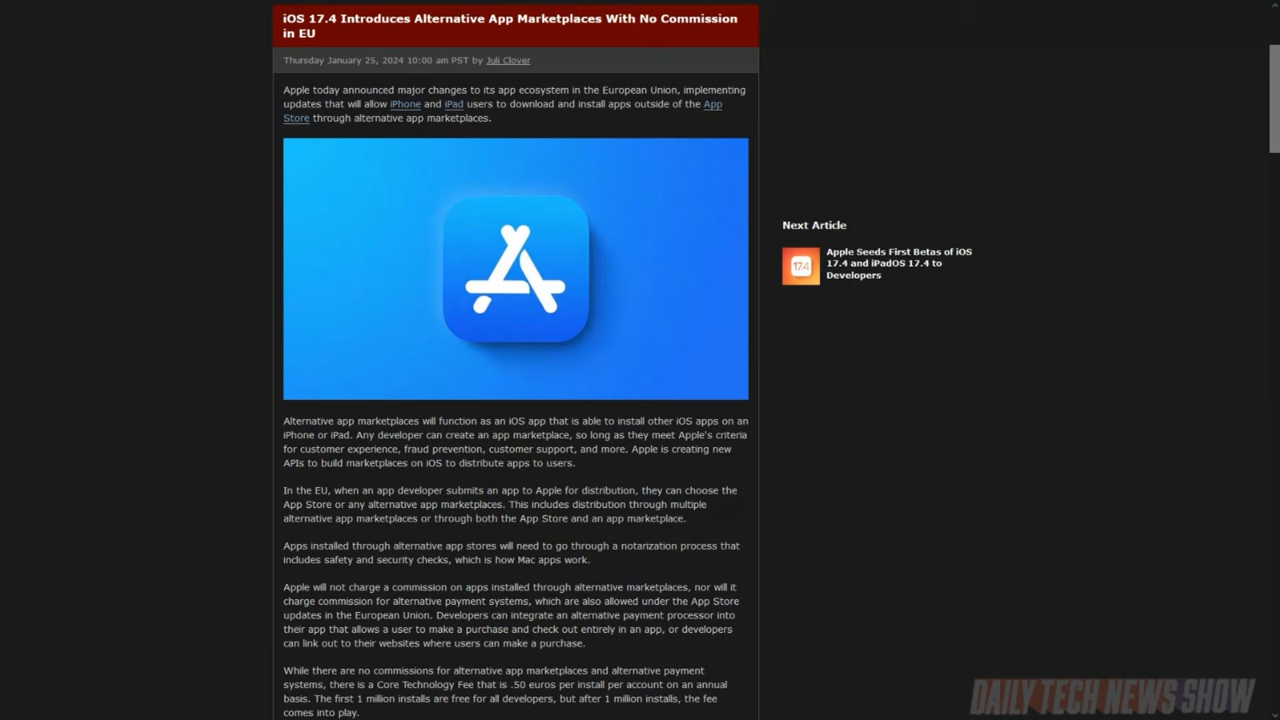 iOS 17.4 Introduces Alternative App Marketplaces With No Commission
in EU
Thursday January 25, 2024 10:00 am PST by Juli Clover
Apple today announced major changes to its app ecosystem in the European Union, implementing
updates that will allow iPhone and iPad users to download and install apps outside of the App
Store through alternative app marketplaces.
Next Article
17.4
Apple Seeds First Betas of iOS
17.4 and iPadOS 17.4 to
Developers
Alternative app marketplaces will function as an iOS app that is able to install other iOS apps on an
iPhone or iPad. Any developer can create an app marketplace, so long as they meet Apple's criteria
for customer experience, fraud prevention, customer support, and more. Apple is creating new
APIs to build marketplaces on iOS to distribute apps to users.
In the EU, when an app developer submits an app to Apple for distribution, they can choose the
App Store or any alternative app marketplaces. This includes distribution through multiple
alternative app marketplaces or through both the App Store and an app marketplace.
Apps installed through alternative app stores will need to go through a notarization process that
includes safety and security checks, which is how Mac apps work.
Apple will not charge a commission on apps installed through alternative marketplaces, nor will it
charge commission for alternative payment systems, which are also allowed under the App Store
updates in the European Union. Developers can integrate an alternative payment processor into
their app that allows a user to make a purchase and check out entirely in an app, or developers
can link out to their websites where users can make a purchase.
While there are no commissions for alternative app marketplaces and alternative payment
systems, there is a Core Technology Fee that is .50 euros per install per account on an annual
basis. The first 1 million installs are free for all developers, but after 1 million installs, the fee
comes into play.
DAILY TECH NEWS SHOW